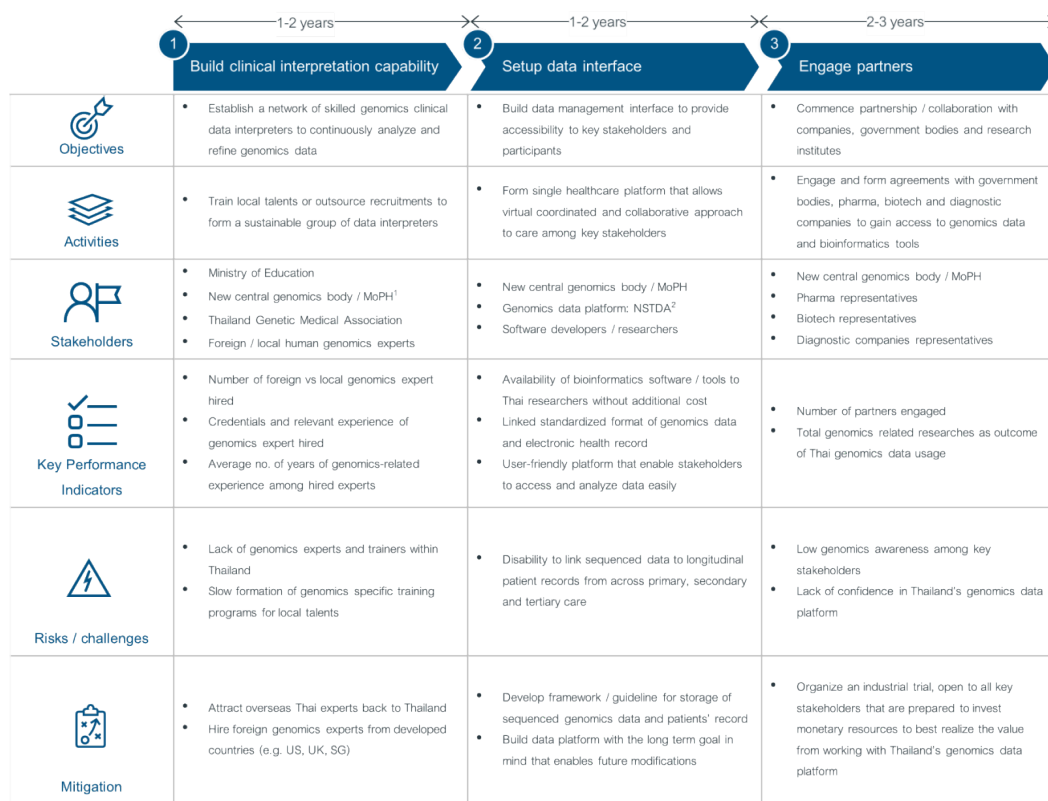 1-2 years
1-2 years
2-3 years
1
Build clinical interpretation capability
2
Setup data interface
3
Engage partners
Objectives
• Establish a network of skilled genomics clinical
data interpreters to continuously analyze and
refine genomics data
• Build data management interface to provide
accessibility to key stakeholders and
participants
• Commence partnership / collaboration with
companies, government bodies and research
institutes
Activities
• Train local talents or outsource recruitments to
form a sustainable group of data interpreters
• Form single healthcare platform that allows
virtual coordinated and collaborative approach
to care among key stakeholders
• Engage and form agreements with government
bodies, pharma, biotech and diagnostic
companies to gain access to genomics data
and bioinformatics tools
Stakeholders
• Ministry of Education
• New central genomics body / MoPH¹
• Thailand Genetic Medical Association
• Foreign / local human genomics experts
• New central genomics body / MoPH
• Genomics data platform: NSTDA²
• Software developers / researchers
• New central genomics body / MoPH
• Pharma representatives
• Biotech representatives
• Diagnostic companies representatives
Key Performance
Indicators
• Number of foreign vs local genomics expert
hired
• Credentials and relevant experience of
genomics expert hired
• Average no. of years of genomics-related
experience among hired experts
• Availability of bioinformatics software / tools to
Thai researchers without additional cost
• Linked standardized format of genomics data
and electronic health record
• User-friendly platform that enable stakeholders
to access and analyze data easily
• Number of partners engaged
• Total genomics related researches as outcome
of Thai genomics data usage
Risks / challenges
• Lack of genomics experts and trainers within
Thailand
• Slow formation of genomics specific training
programs for local talents
• Disability to link sequenced data to longitudinal
patient records from across primary, secondary
and tertiary care
• Low genomics awareness among key
stakeholders
• Lack of confidence in Thailand's genomics data
platform
Mitigation
• Attract overseas Thai experts back to Thailand
• Hire foreign genomics experts from developed
countries (e.g. US, UK, SG)
• Develop framework / guideline for storage of
sequenced genomics data and patients' record
• Build data platform with the long term goal in
mind that enables future modifications
• Organize an industrial trial, open to all key
stakeholders that are prepared to invest
monetary resources to best realize the value
from working with Thailand's genomics data
platform